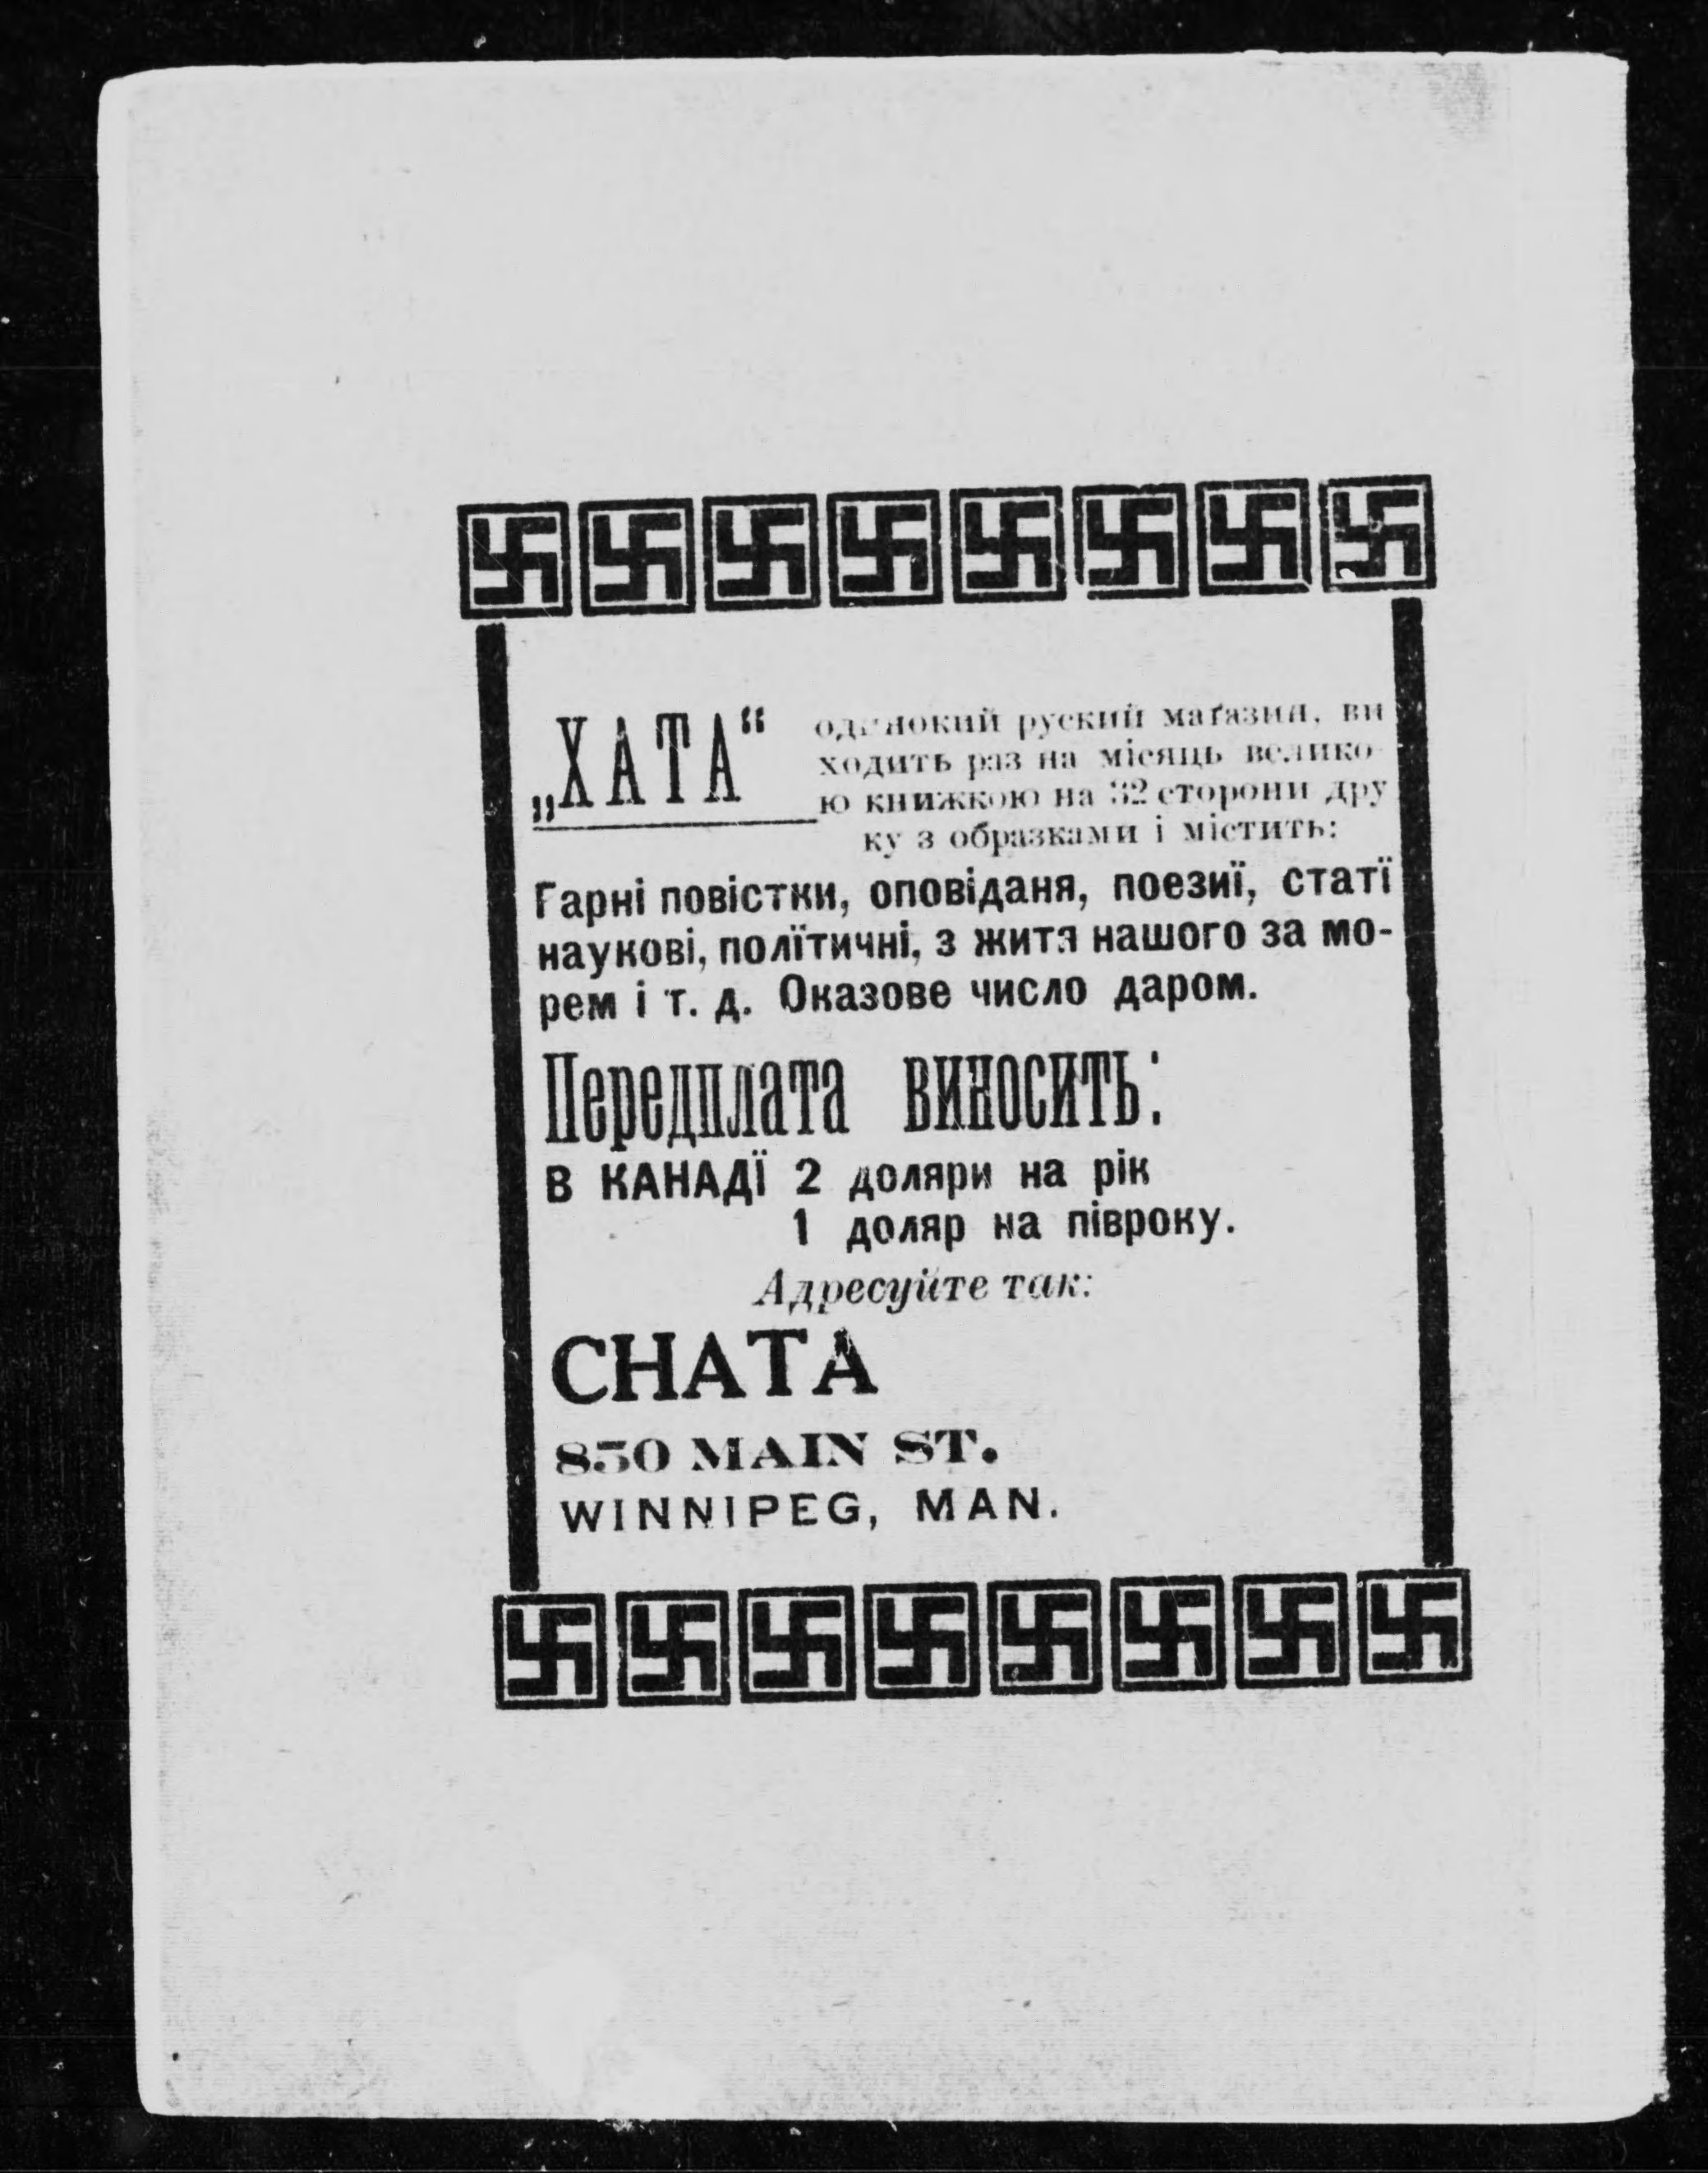 „ХАТА“ одинокий руский маґазин, ви
ходить раз на місяць велико
ю книжкою на 32 сторони дру
ку з образками і містить:
Гарні повістки, оповіданя, поезиї, статї
наукові, полїтичні, з житя нашого за мо-
рем і т. д. Оказове число даром.
Передплата виносить:
В КАНАДЇ 2 доляри на рік
1 доляр на півроку.
Адресуйте так:
CHATA
850 MAIN ST.
WINNIPEG, MAN.